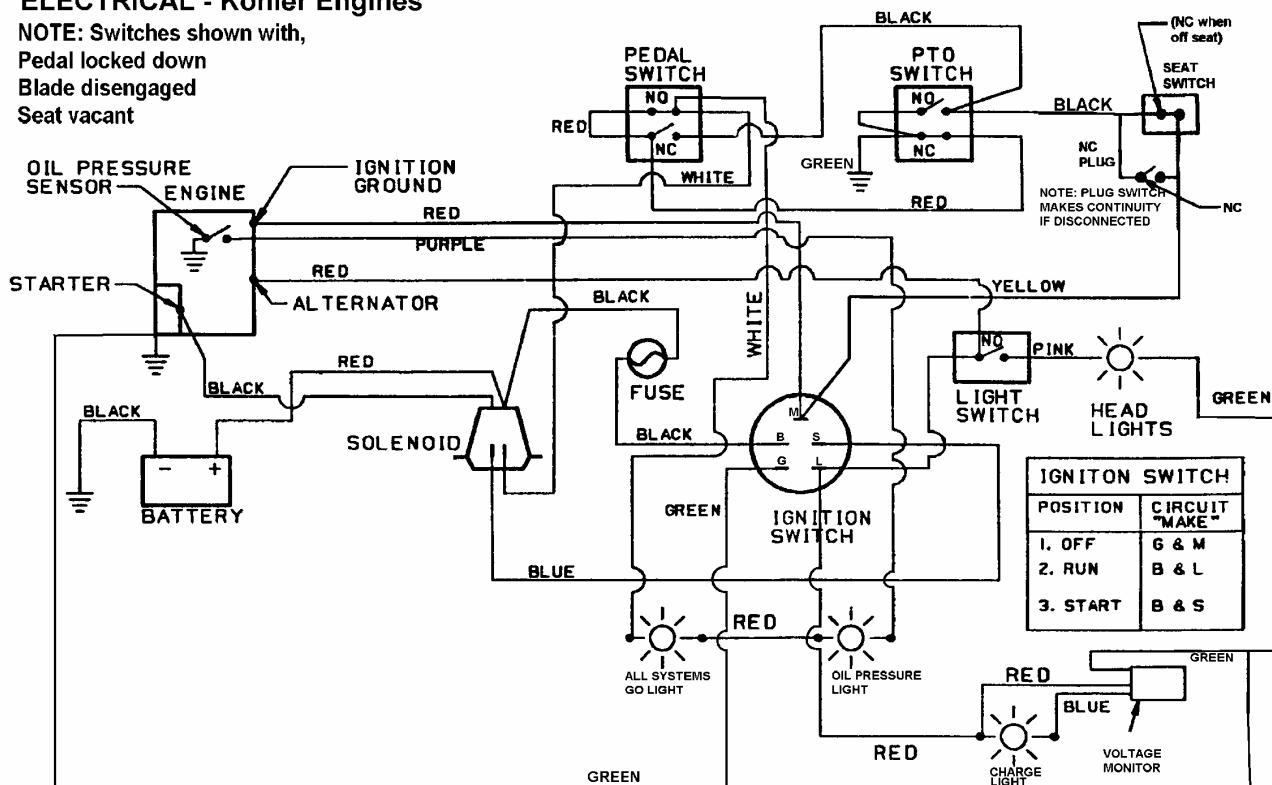 ELECTRICAL - Kohler Engines
NOTE: Switches shown with,
Pedal locked down
Blade disengaged
Seat vacant
BLACK
(NC when
off seat)
PEDAL
SWITCH
PTO
SWITCH
SEAT
SWITCH
NO
NO
BLACK
RED
NC
NC
NC
PLUG
GREEN
OIL PRESSURE
SENSOR
ENGINE
IGNITION
GROUND
WHITE
NOTE: PLUG SWITCH
MAKES CONTINUITY
IF DISCONNECTED
NC
RED
RED
PURPLE
RED
STARTER
ALTERNATOR
BLACK
YELLOW
WHITE
NO
PINK
RED
FUSE
BLACK
LIGHT
SWITCH
HEAD
LIGHTS
GREEN
BLACK
M
SOLENOID
BLACK
B
S
G
L
- +
BATTERY
GREEN
IGNITION
SWITCH
IGNITON SWITCH
POSITION
CIRCUIT
"MAKE"
1. OFF G & M
2. RUN B & L
3. START B & S
BLUE
RED
ALL SYSTEMS
GO LIGHT
OIL PRESSURE
LIGHT
GREEN
RED
BLUE
RED
VOLTAGE
MONITOR
CHARGE
LIGHT
GREEN